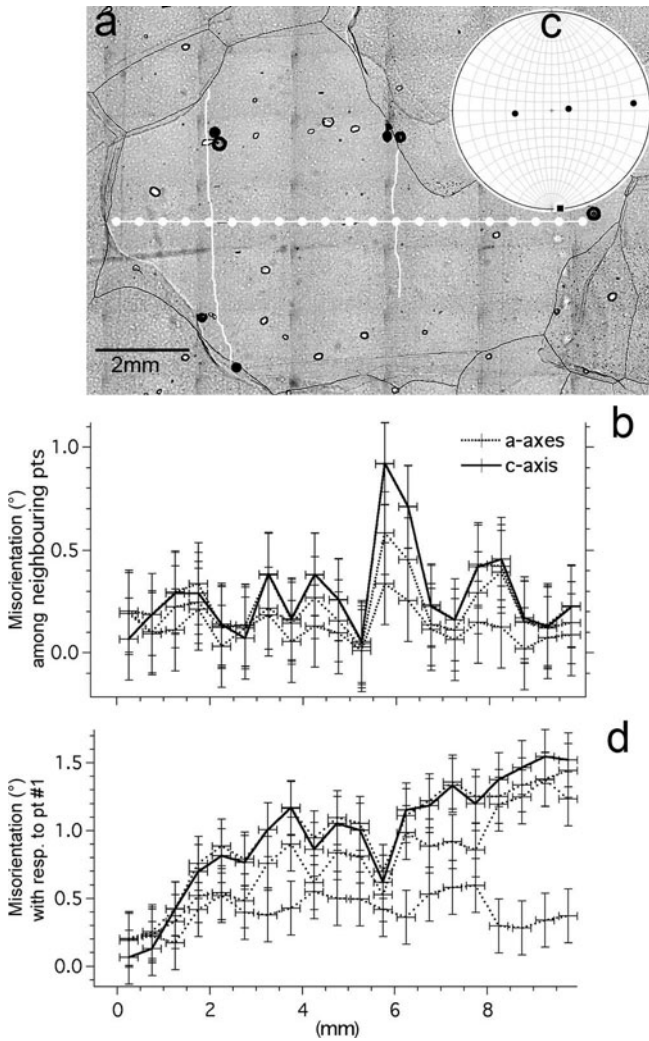 a
c
2mm
b
1.0
0.5
0.0
Misorientation (°)
among neighbouring pts
a-axes
c-axis
d
1.5
1.0
0.5
0.0
Misorientation (°)
with resp. to pt #1
0 2 4 6 8
(mm)